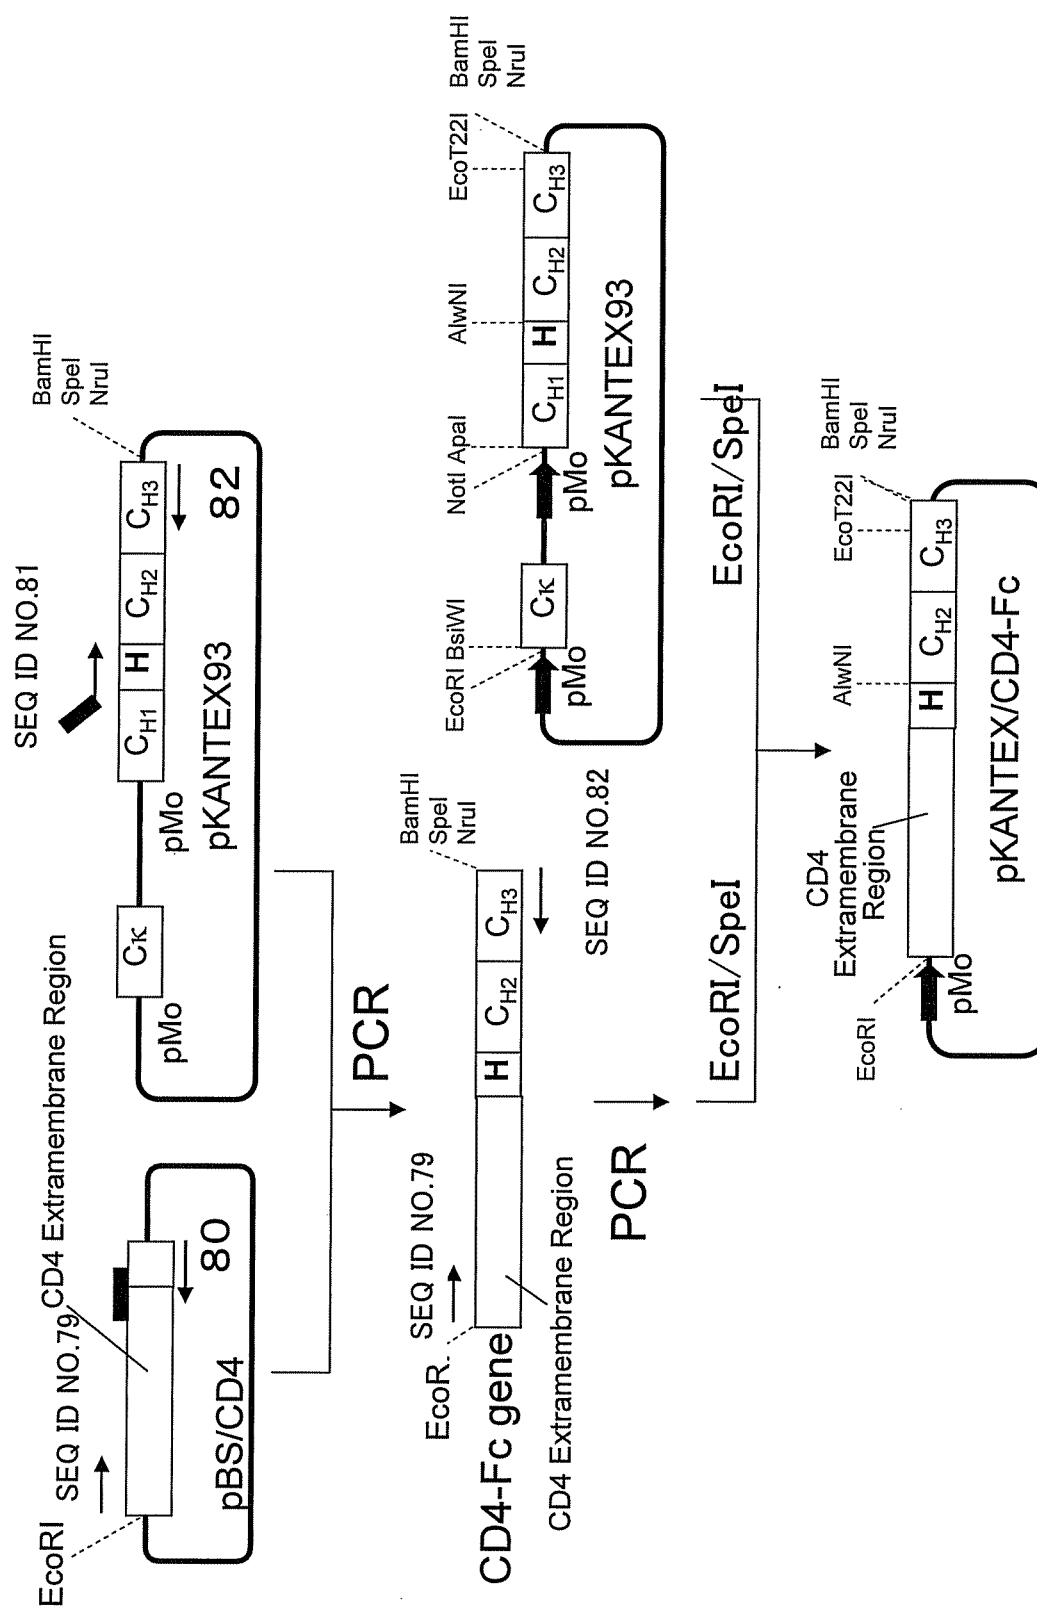 EcoRI
SEQ ID NO.79
CD4 Extramembrane Region
80
pBS/CD4
SEQ ID NO.81
BamHI
SpeI
NruI
Cκ
CH1
H
CH2
CH3
pMo
pMo
82
pKANTEX93
PCR
EcoR.
SEQ ID NO.79
BamHI
SpeI
NruI
H
CH2
CH3
CD4-Fc gene
CD4 Extramembrane Region
SEQ ID NO.82
PCR
EcoRI BsiWI
NotI ApaI
AlwNI
EcoT22I
BamHI
SpeI
NruI
Cκ
CH1
H
CH2
CH3
pMo
pMo
pKANTEX93
EcoRI/SpeI
EcoRI/SpeI
EcoRI
CD4
Extramembrane
Region
AlwNI
EcoT22I
BamHI
SpeI
NruI
H
CH2
CH3
pMo
pKANTEX/CD4-Fc